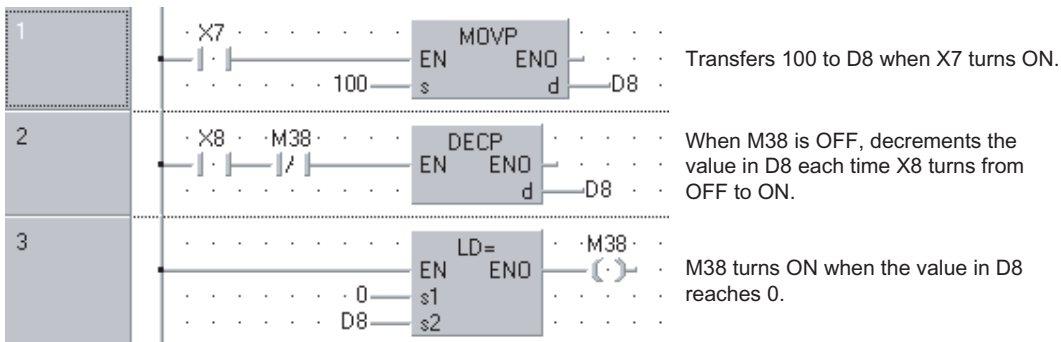 1
X7
MOVP
EN ENO
100 s d D8
Transfers 100 to D8 when X7 turns ON.
2
X8 M38
DECP
EN ENO
d D8
When M38 is OFF, decrements the
value in D8 each time X8 turns from
OFF to ON.
3
LD= M38
EN ENO
0 s1
D8 s2
M38 turns ON when the value in D8
reaches 0.